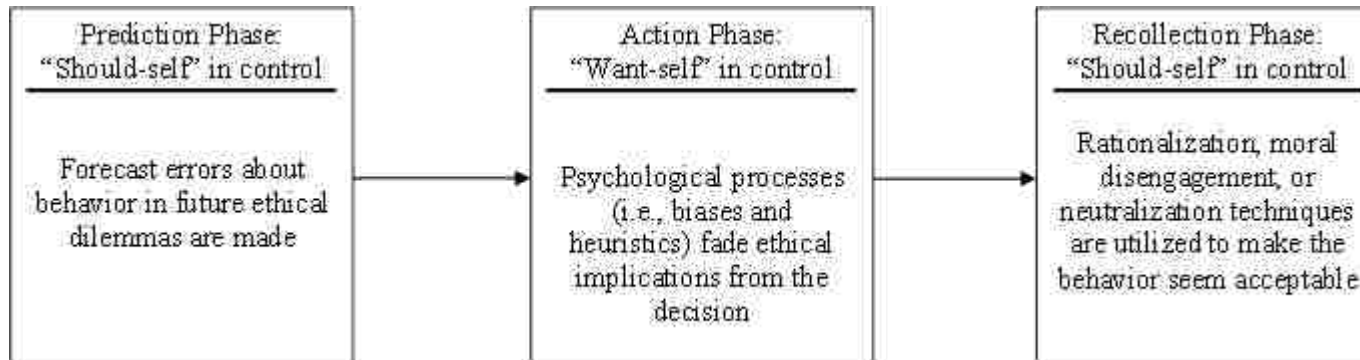 Prediction Phase:
“Should-self” in control
Forecast errors about
behavior in future ethical
dilemmas are made
Action Phase:
“Want-self” in control
Psychological processes
(i.e., biases and
heuristics) fade ethical
implications from the
decision
Recollection Phase:
“Should-self” in control
Rationalization, moral
disengagement, or
neutralization techniques
are utilized to make the
behavior seem acceptable